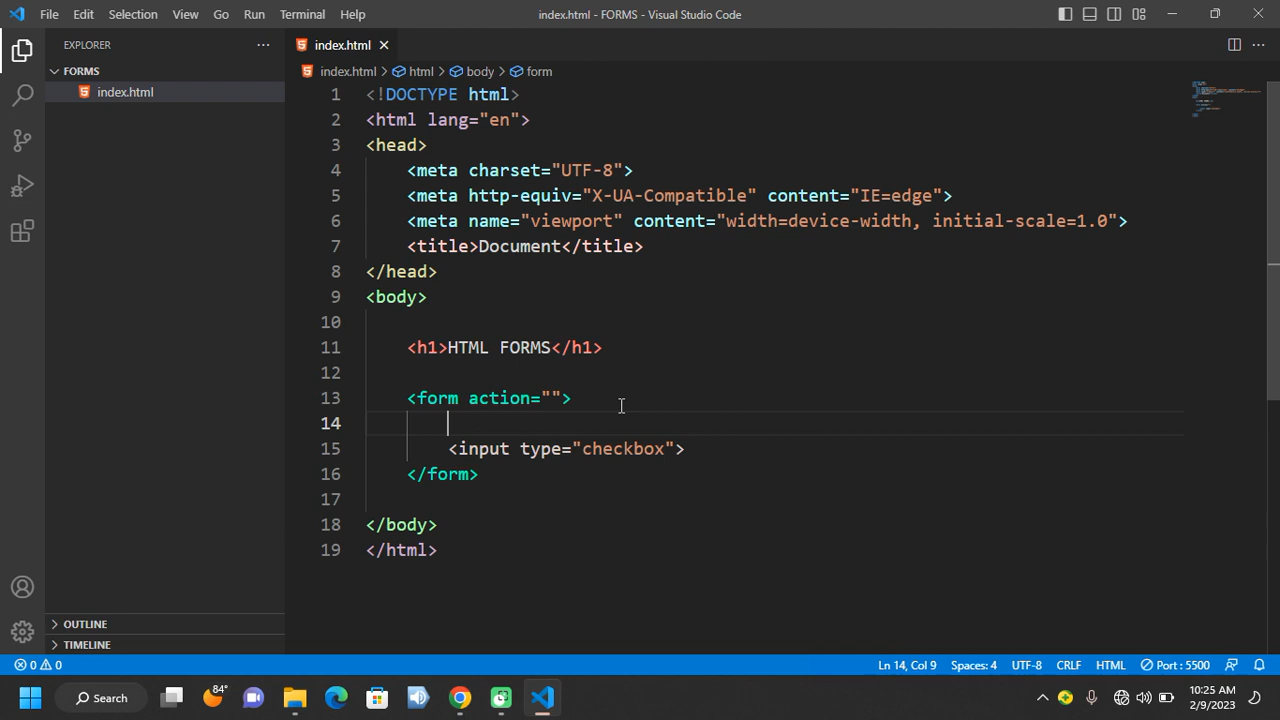 File Edit Selection View Go Run Terminal Help
index.html - FORMS - Visual Studio Code
EXPLORER
FORMS
index.html
OUTLINE
TIMELINE
index.html
index.html > html > body > form
1 <!DOCTYPE html>
2 <html lang="en">
3 <head>
4 <meta charset="UTF-8">
5 <meta http-equiv="X-UA-Compatible" content="IE=edge">
6 <meta name="viewport" content="width=device-width, initial-scale=1.0">
7 <title>Document</title>
8 </head>
9 <body>
10
11 <h1>HTML FORMS</h1>
12
13 <form action="">
14
15 <input type="checkbox">
16 </form>
17
18 </body>
19 </html>
0 0
Ln 14, Col 9 Spaces: 4 UTF-8 CRLF HTML Port : 5500
Search
84°
10:25 AM
2/9/2023